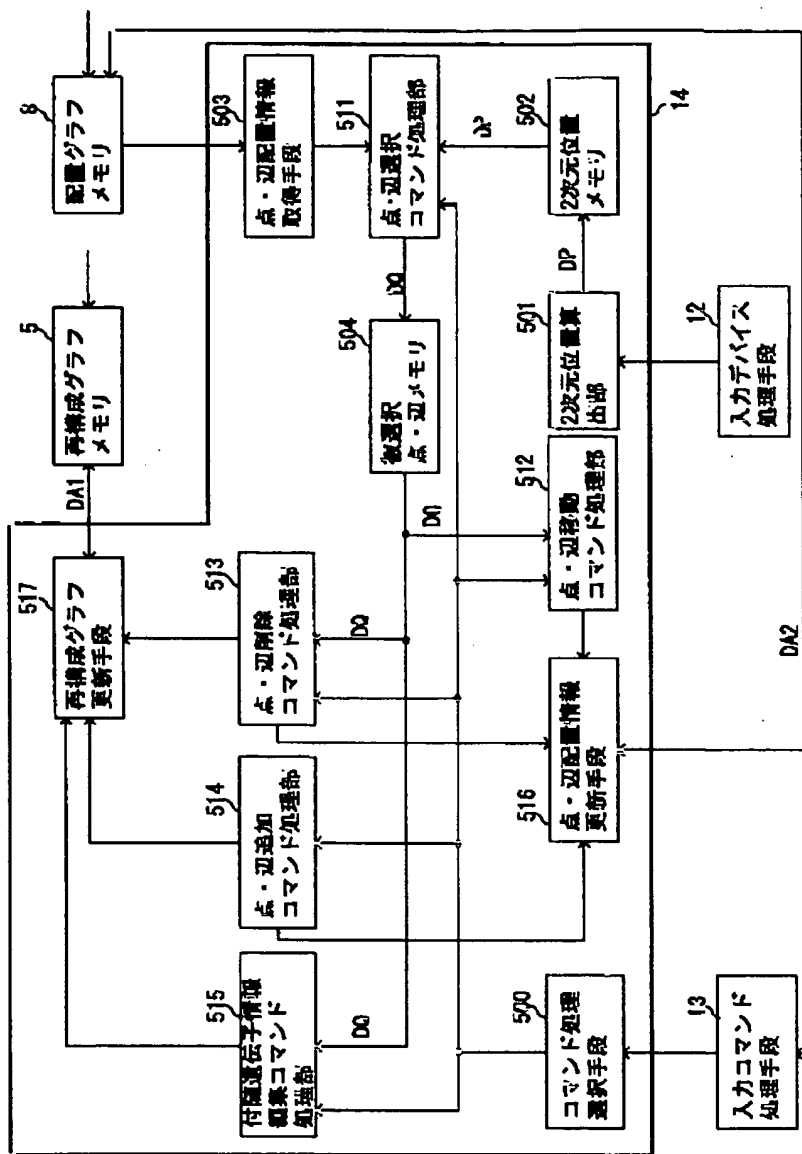 517
再構成グラフ
更新手段
DA1
5
再構成グラフ
メモリ
8
配置グラフ
メモリ
515
付随遺伝子情報
編集コマンド
処理部
514
点・辺追加
コマンド処理部
513
点・辺削除
コマンド処理部
503
点・辺配置情報
取得手段
DQ
DQ
504
被選択
点・辺メモリ
DQ
511
点・辺選択
コマンド処理部
DQ
DP
500
コマンド処理
選択手段
516
点・辺配置情報
更新手段
512
点・辺移動
コマンド処理部
501
2次元位置算
出部
DP
502
2次元位置
メモリ
14
13
入力コマンド
処理手段
12
入力デバイス
処理手段
DA2